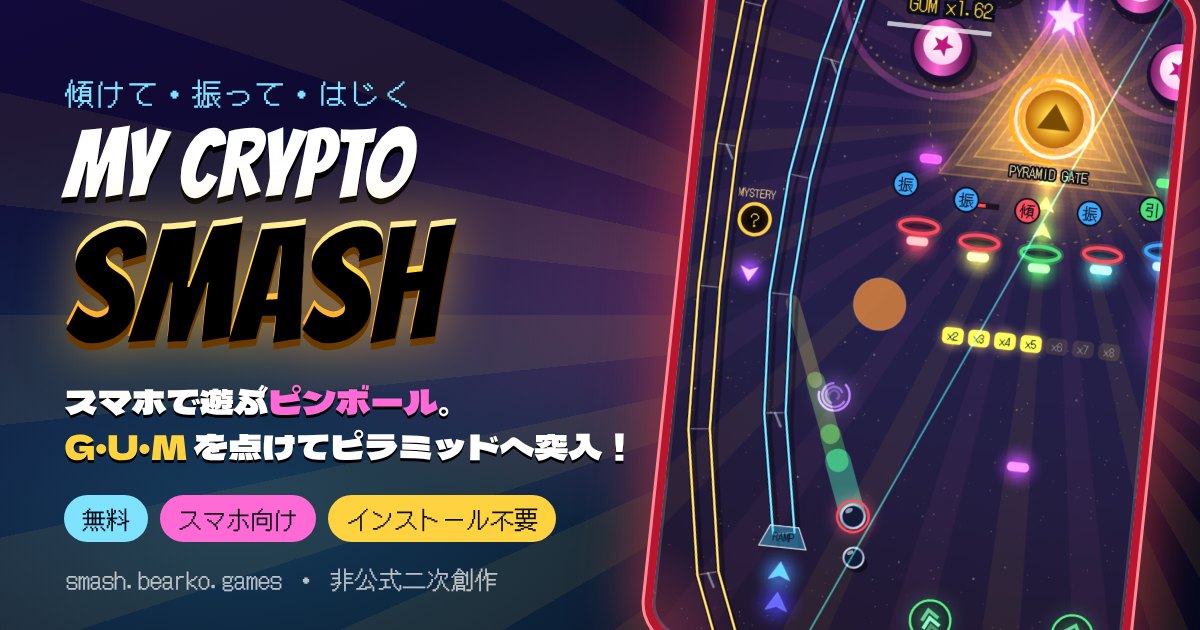 傾けて・振って・はじく
MY CRYPTO
SMASH
スマホで遊ぶピンボール。
G・U・M を点けてピラミッドへ突入！
無料
スマホ向け
インストール不要
smash.bearko.games ・ 非公式二次創作
GUM x1.62
PYRAMID GATE
MYSTERY
?
振
振
傾
振
引
x2
x3
x4
x5
x6
x7
x8
RAMP